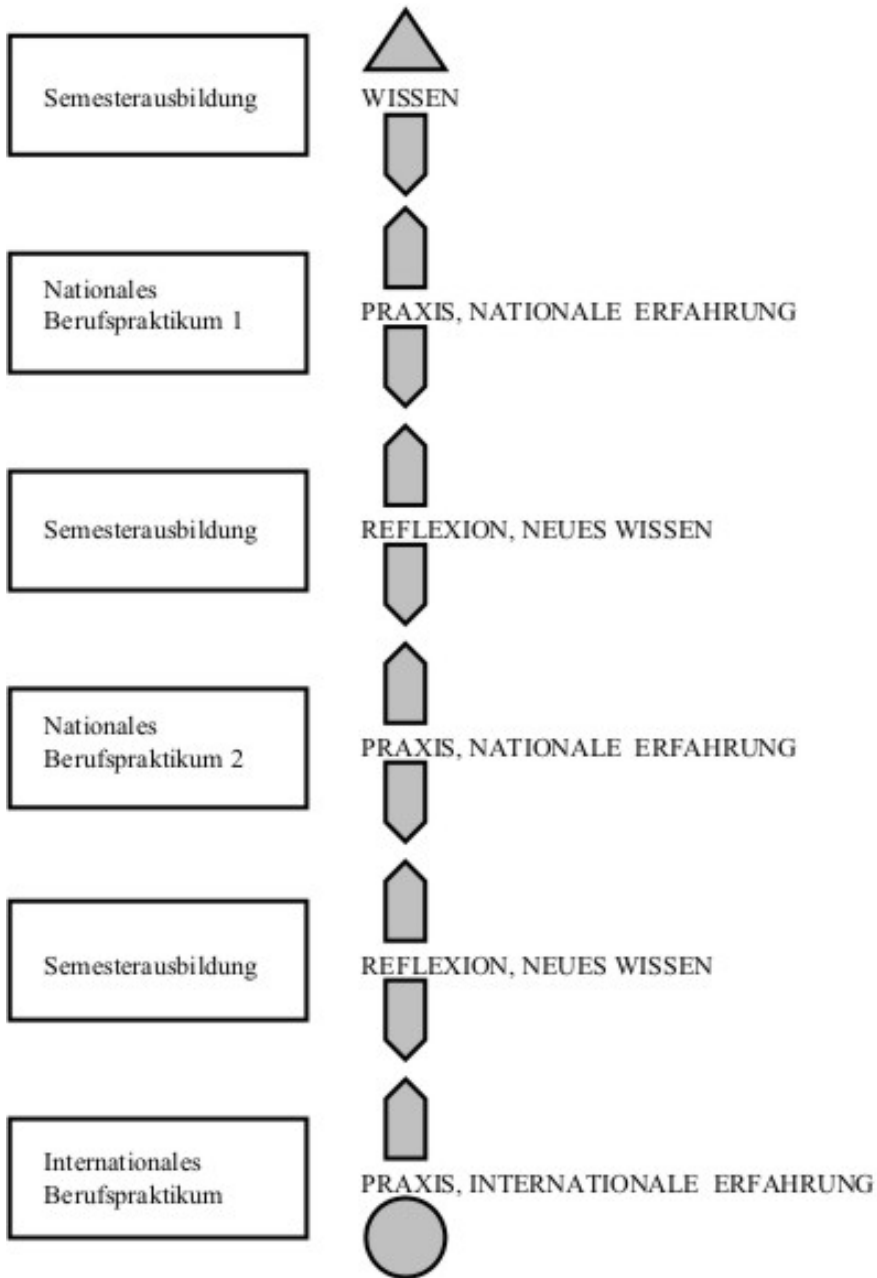 Semesterausbildung
WISSEN
Nationales
Berufspraktikum 1
PRAXIS, NATIONALE ERFAHRUNG
Semesterausbildung
REFLEXION, NEUES WISSEN
Nationales
Berufspraktikum 2
PRAXIS, NATIONALE ERFAHRUNG
Semesterausbildung
REFLEXION, NEUES WISSEN
Internationales
Berufspraktikum
PRAXIS, INTERNATIONALE ERFAHRUNG